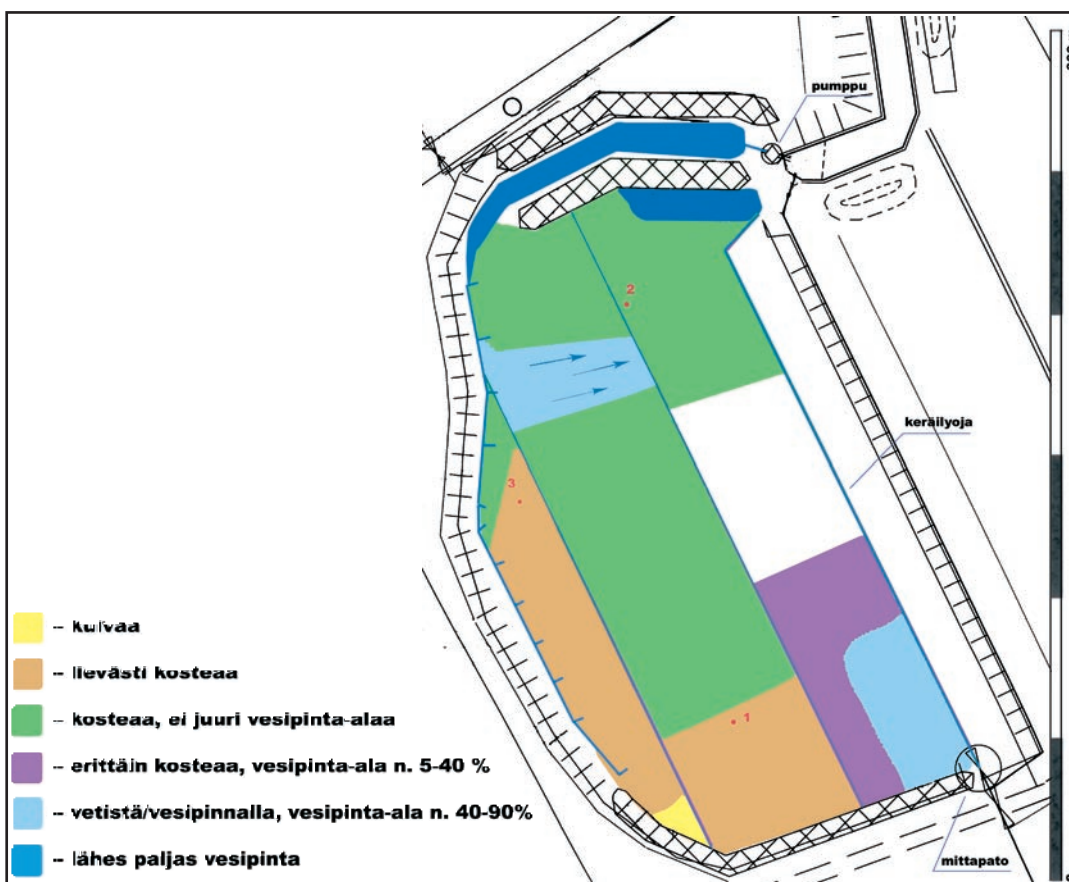 pumppu
2
keräilyoja
3
1
– kuivaa
– lievästi kosteaa
– kosteaa, ei juuri vesipinta-alaa
– erittäin kosteaa, vesipinta-ala n. 5-40 %
– vetistä/vesipinnalla, vesipinta-ala n. 40-90%
– lähes paljas vesipinta
mittapato